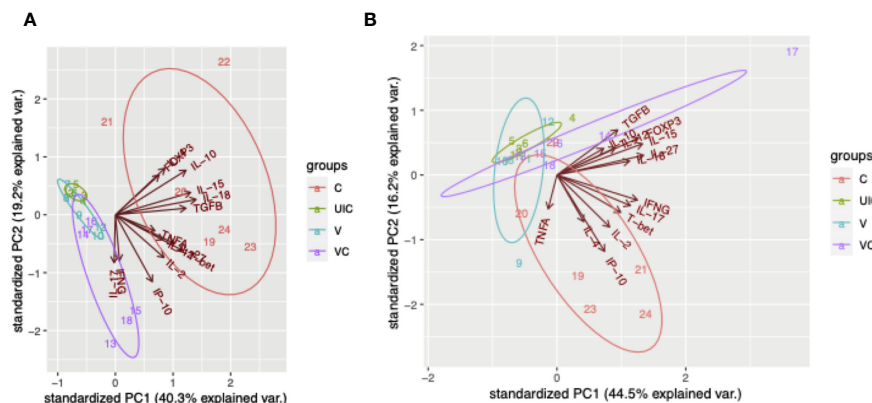 A
B
standardized PC2 (19.2% explained var.)
2
1
0
−1
−2
22
21
20
24
19
23
9
16
14
15
18
13
IL−10
IL−15
IL−18
TGFB
TNFA
T−bet
IL−2
IFNG
IL−17
IP−10
−1
0
1
2
standardized PC1 (40.3% explained var.)
groups
C
UIC
V
VC
standardized PC2 (16.2% explained var.)
2
1
0
−1
−2
17
4
12
5
6
18
20
9
19
21
23
24
TGFB
FOXP3
IL−15
IL−27
IL−18
IFNG
IL−17
T−bet
IL−2
IL−4
IP−10
TNFA
−2
0
2
standardized PC1 (44.5% explained var.)
groups
C
UIC
V
VC